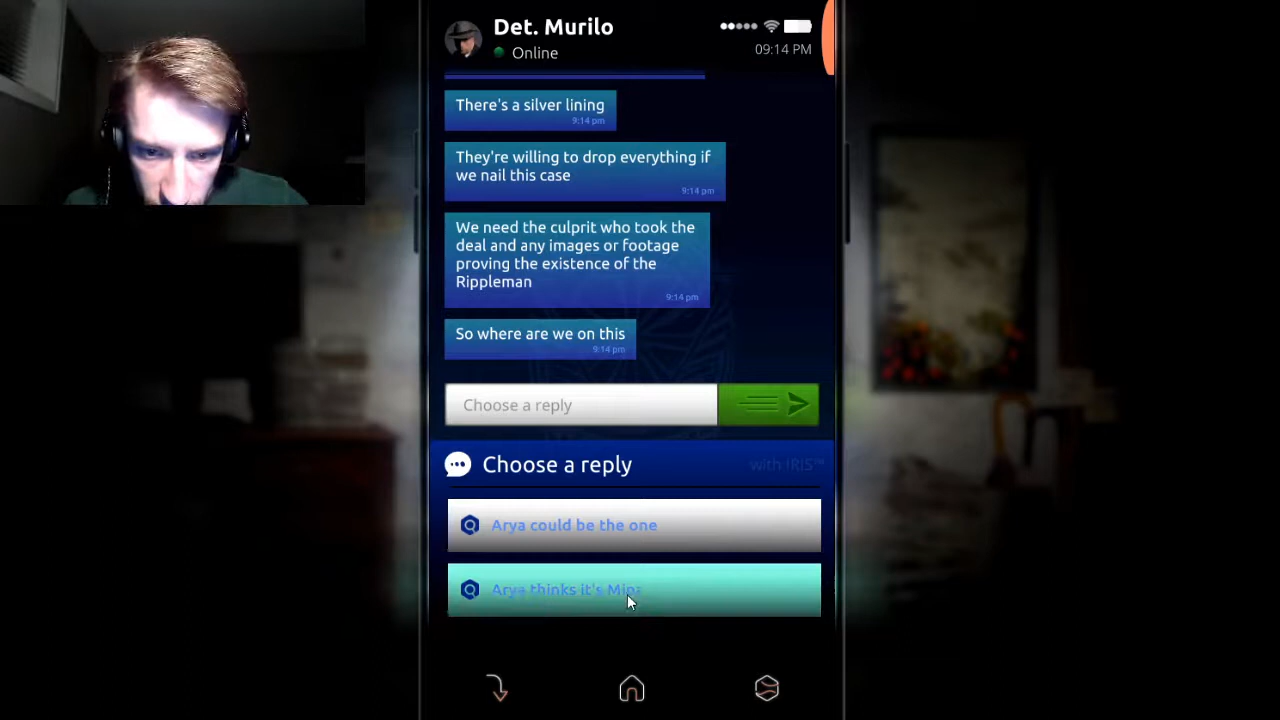 Det. Murilo
Online
09:14 PM
There's a silver lining
9:14 pm
They're willing to drop everything if
we nail this case
9:14 pm
We need the culprit who took the
deal and any images or footage
proving the existence of the
Rippleman
9:14 pm
So where are we on this
9:14 pm
Choose a reply
Choose a reply
with IRIS™
Arya could be the one
Arya thinks it's